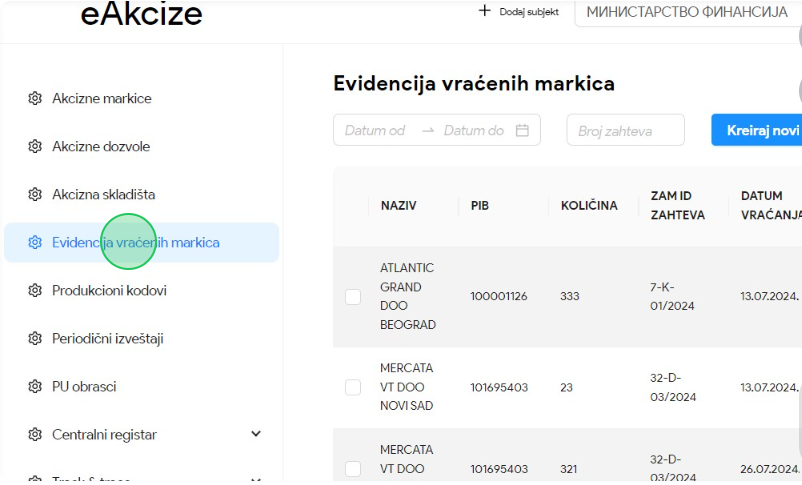 eAkcize
Dodaj subjekt
МИНИСТАРСТВО ФИНАНСИЈА
Akcizne markice
Akcizne dozvole
Akcizna skladišta
Evidencija vraćenih markica
Produkcioni kodovi
Periodični izveštaji
PU obrasci
Centralni registar
Evidencija vraćenih markica
Datum od → Datum do
Broj zahteva
Kreiraj novi
NAZIV
PIB
KOLIČINA
ZAM ID
ZAHTEVA
DATUM
VRAĆANJA
ATLANTIC
GRAND
DOO
BEOGRAD
100001126
333
7-K-
01/2024
13.07.2024.
MERCATA
VT DOO
NOVI SAD
101695403
23
32-D-
03/2024
13.07.2024.
MERCATA
VT DOO
101695403
321
32-D-
03/2024
26.07.2024.